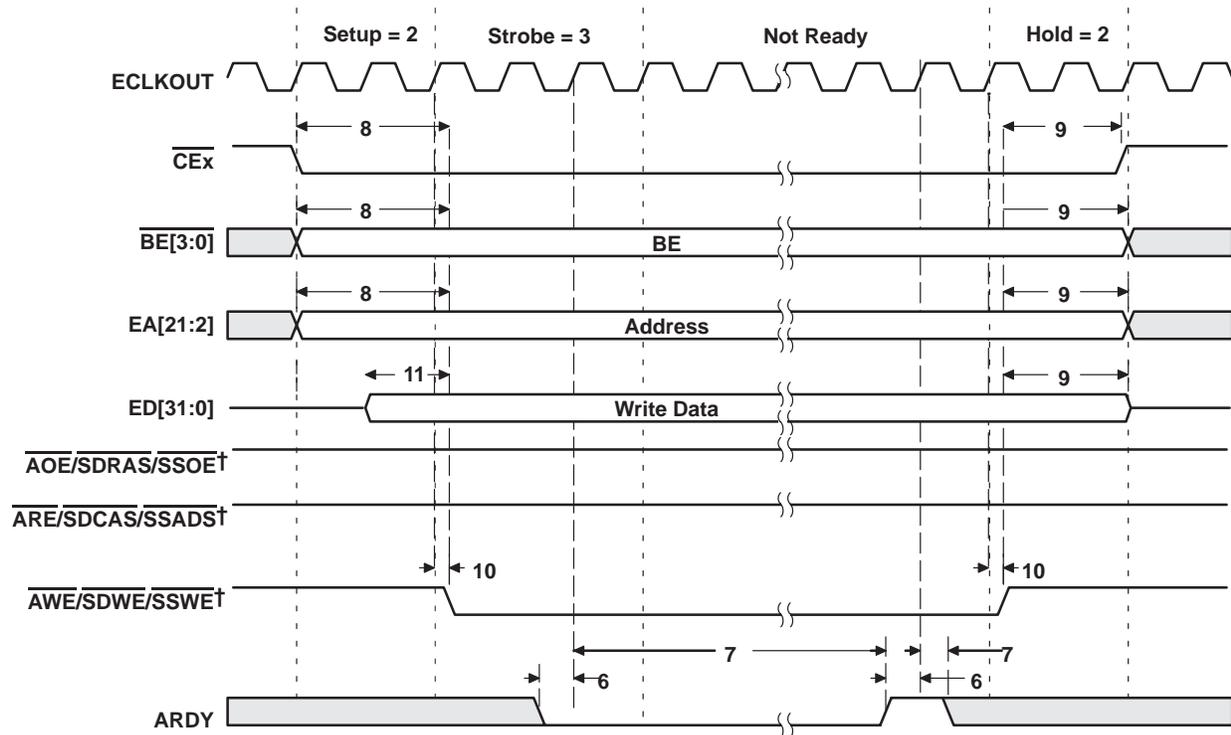 Setup = 2 Strobe = 3 Not Ready Hold = 2
ECLKOUT
8 9
CEx
8 9
BE[3:0] BE
8 9
EA[21:2] Address
11 9
ED[31:0] Write Data
AOE/SDRAS/SSOE†
ARE/SDCAS/SSADS†
10 10
AWE/SDWE/SSWE†
7 7
6 6
ARDY